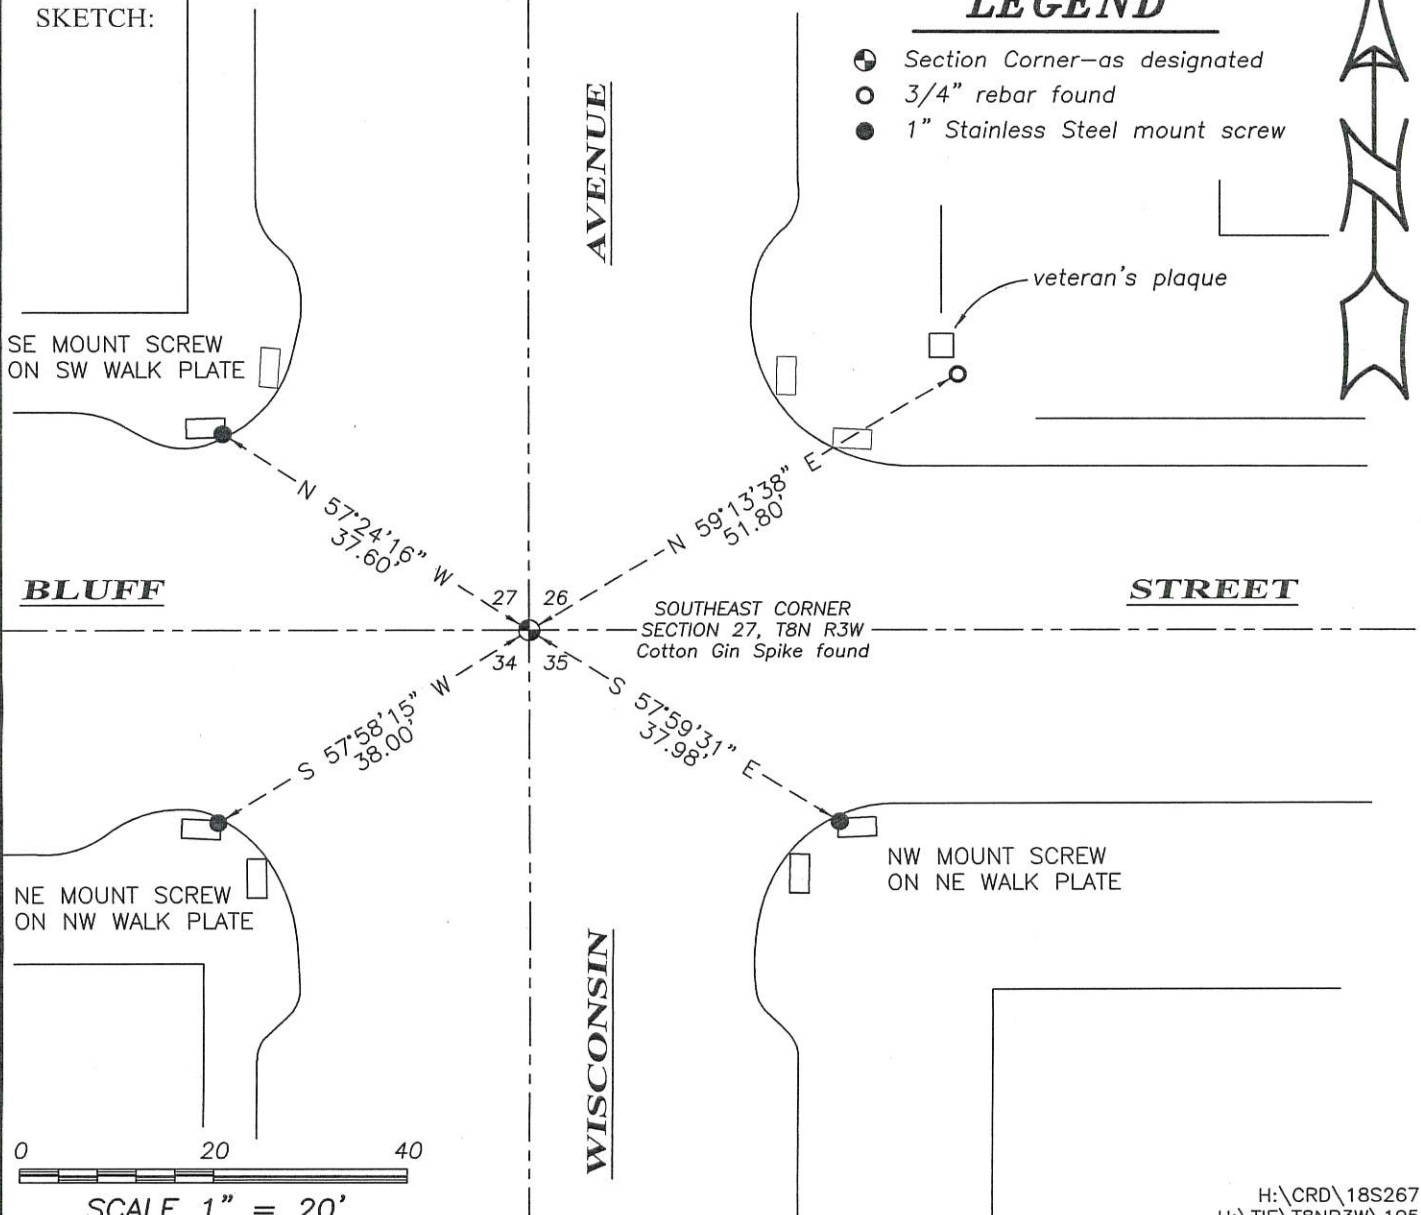 SKETCH:
LEGEND
Section Corner-as designated
3/4" rebar found
1" Stainless Steel mount screw
N
AVENUE
veteran's plaque
SE MOUNT SCREW
ON SW WALK PLATE
N 57°24'16" W
37.60'
N 59°13'38" E
51.80'
BLUFF
STREET
27 26
SOUTHEAST CORNER
SECTION 27, T8N R3W
Cotton Gin Spike found
34 35
S 57°58'15" W
38.00'
S 57°59'31" E
37.98'
NE MOUNT SCREW
ON NW WALK PLATE
NW MOUNT SCREW
ON NE WALK PLATE
WISCONSIN
0 20 40
SCALE 1" = 20'
H:\CRD\18S267
H:\TIE\T8NR3W\195